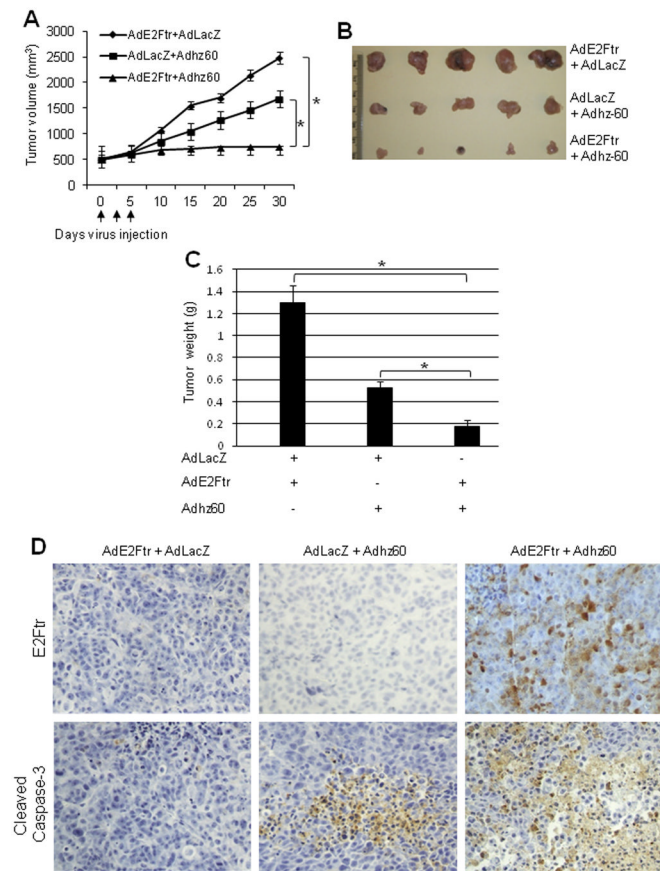 A
AdE2Ftr+AdLacZ
AdLacZ+Adhz60
AdE2Ftr+Adhz60
Tumor volume (mm3)
3000
2500
2000
1500
1000
500
0
*
*
0 5 10 15 20 25 30
Days virus injection
B
AdE2Ftr
+ AdLacZ
AdLacZ
+ Adhz-60
AdE2Ftr
+ Adhz-60
C
Tumor weight (g)
1.6
1.4
1.2
1
0.8
0.6
0.4
0.2
0
*
*
AdLacZ + + -
AdE2Ftr + - +
Adhz60 - + +
D
AdE2Ftr + AdLacZ
AdLacZ + Adhz60
AdE2Ftr + Adhz60
E2Ftr
Cleaved
Caspase-3